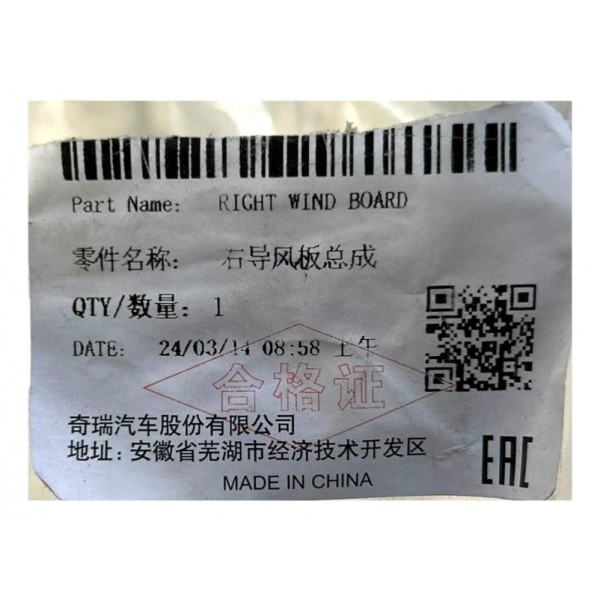 Part Name: RIGHT WIND BOARD
零件名称: 右导风板总成
QTY/数量: 1
DATE: 24/03/14 08:58 上午
合格证
奇瑞汽车股份有限公司
地址: 安徽省芜湖市经济技术开发区
EAC
MADE IN CHINA